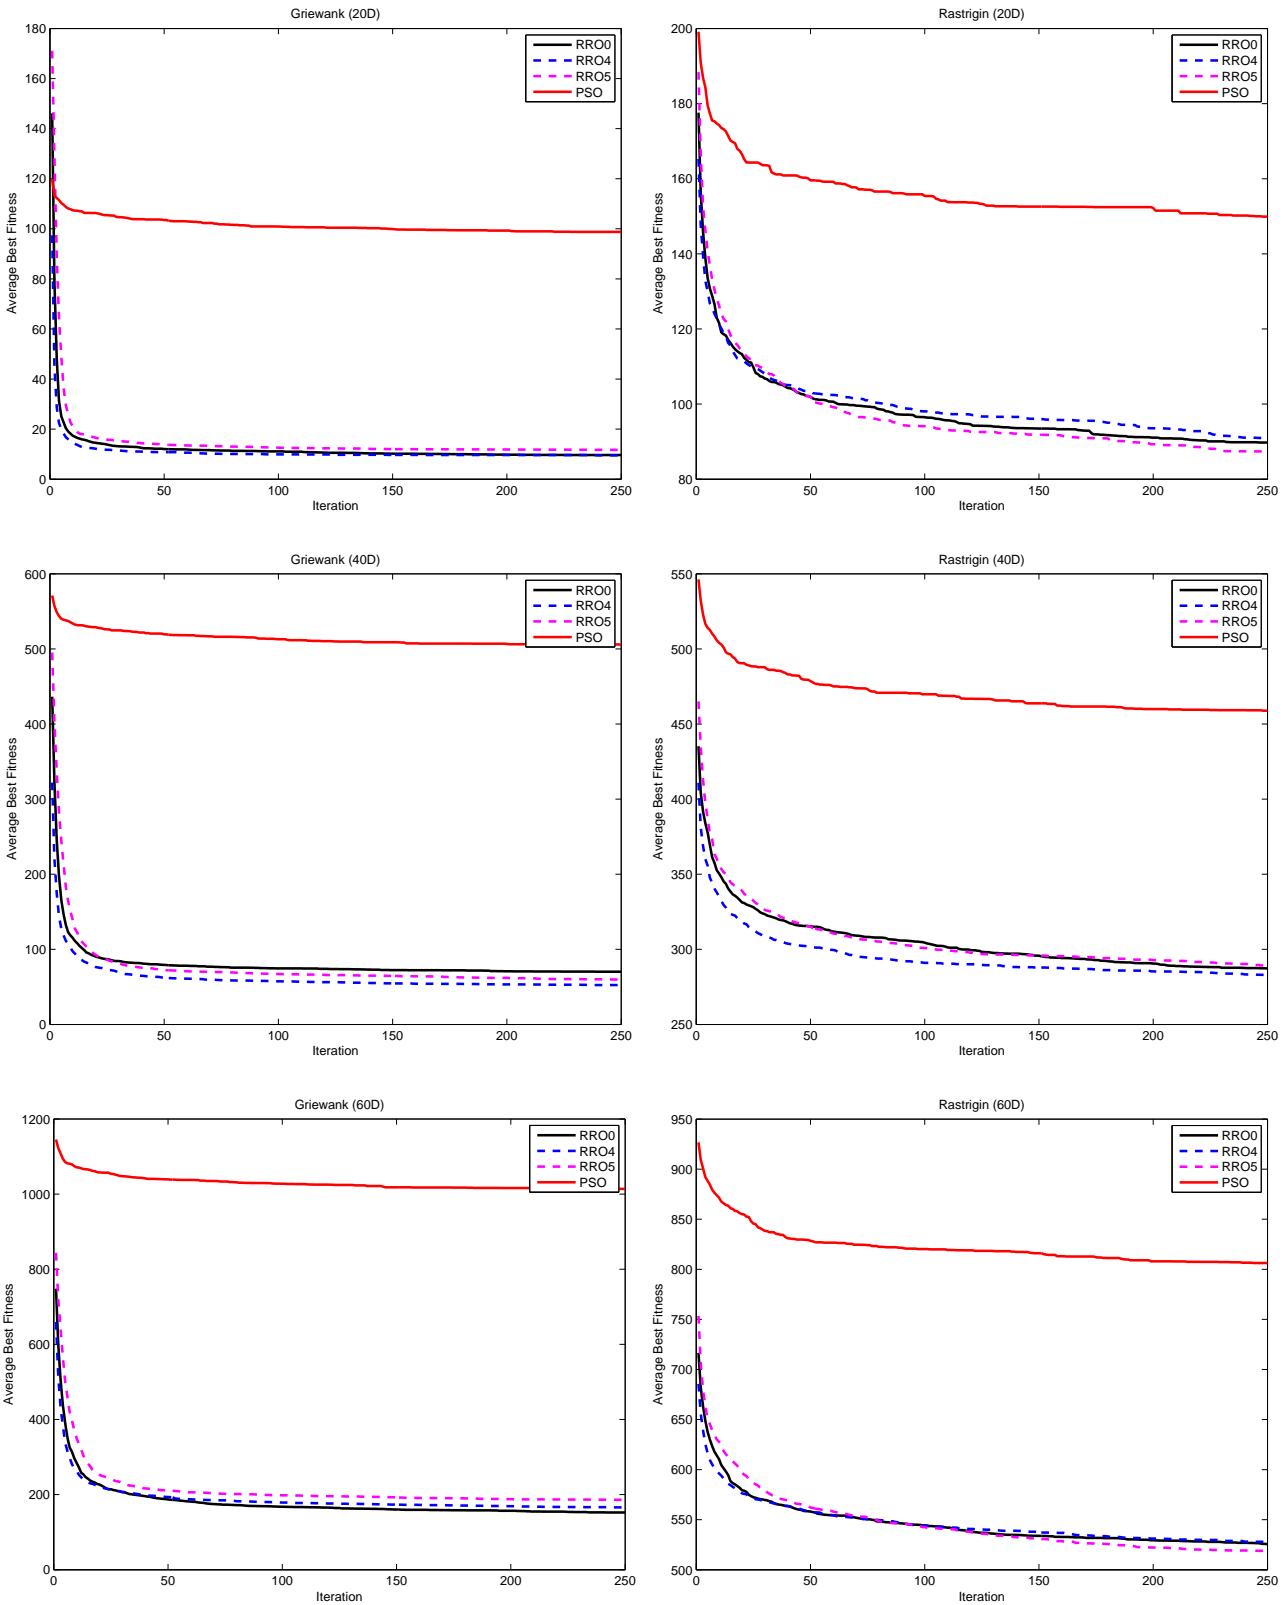 Griewank (20D)
180
160
140
120
100
80
60
40
20
0
0 50 100 150 200 250
Average Best Fitness
Iteration
RRO0
RRO4
RRO5
PSO
Rastrigin (20D)
200
180
160
140
120
100
80
0 50 100 150 200 250
Average Best Fitness
Iteration
RRO0
RRO4
RRO5
PSO
Griewank (40D)
600
500
400
300
200
100
0
0 50 100 150 200 250
Average Best Fitness
Iteration
RRO0
RRO4
RRO5
PSO
Rastrigin (40D)
550
500
450
400
350
300
250
0 50 100 150 200 250
Average Best Fitness
Iteration
RRO0
RRO4
RRO5
PSO
Griewank (60D)
1200
1000
800
600
400
200
0
0 50 100 150 200 250
Average Best Fitness
Iteration
RRO0
RRO4
RRO5
PSO
Rastrigin (60D)
950
900
850
800
750
700
650
600
550
500
0 50 100 150 200 250
Average Best Fitness
Iteration
RRO0
RRO4
RRO5
PSO